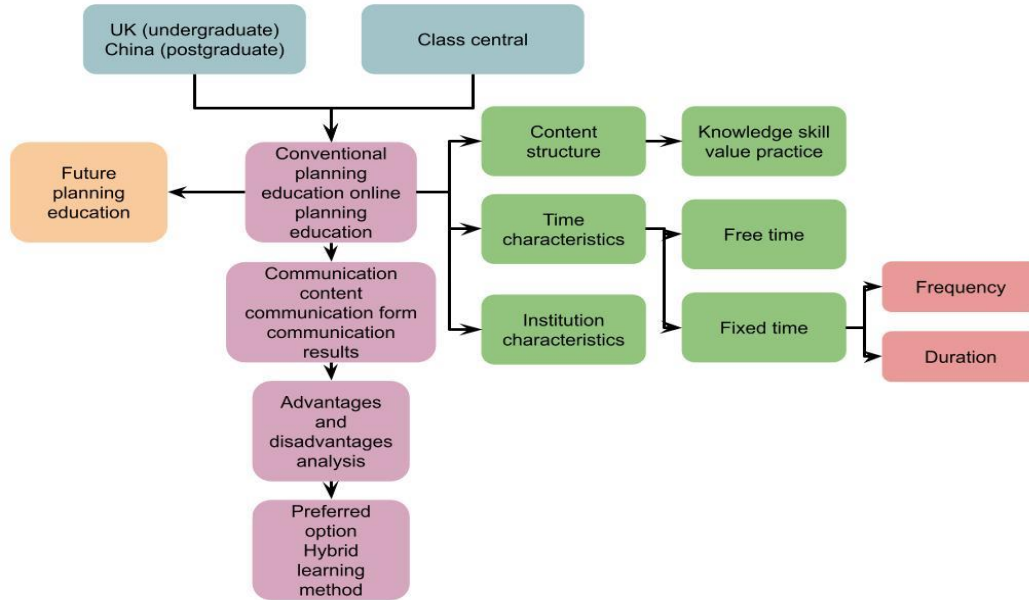 UK (undergraduate)
China (postgraduate)
Class central
Future
planning
education
Conventional
planning
education online
planning
education
Content
structure
Knowledge skill
value practice
Time
characteristics
Free time
Communication
content
communication form
communication
results
Institution
characteristics
Fixed time
Frequency
Duration
Advantages
and
disadvantages
analysis
Preferred
option
Hybrid
learning
method